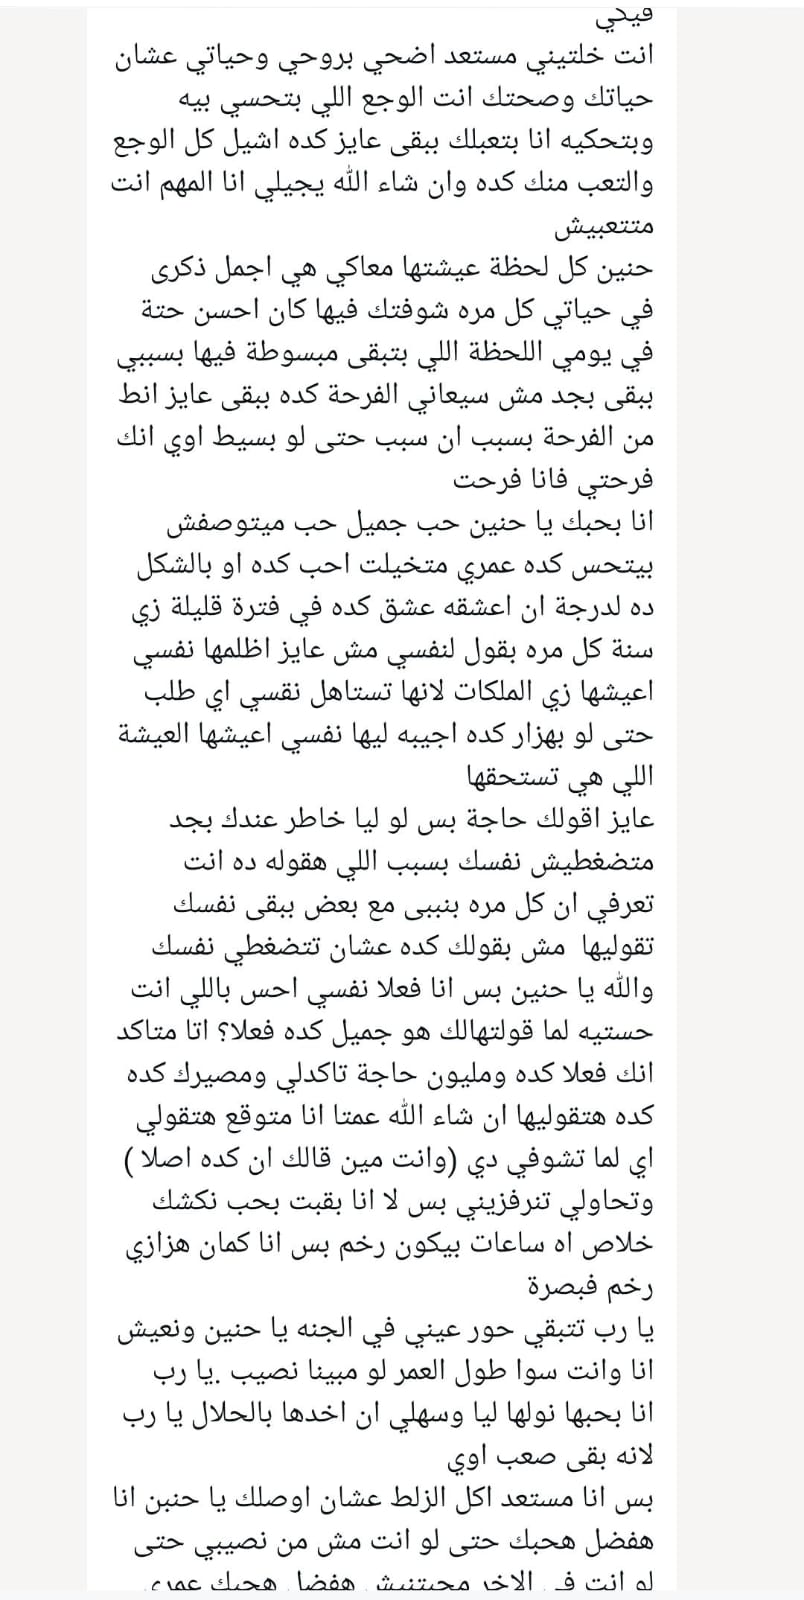 فيكي
انت خلتيني مستعد اضحي بروحي وحياتي عشان
حياتك وصحتك انت الوجع اللي بتحسي بيه
وبتحكيه انا بتعبلك ببقى عايز كده اشيل كل الوجع
والتعب منك كده وان شاء الله يجيلي انا المهم انت
متتعبيش
حنين كل لحظة عيشتها معاكي هي اجمل ذكرى
في حياتي كل مره شوفتك فيها كان احسن حتة
في يومي اللحظة اللي بتبقى مبسوطة فيها بسببي
ببقى بجد مش سيعاني الفرحة كده ببقى عايز انط
من الفرحة بسبب ان سبب حتى لو بسيط اوي انك
فرحتي فانا فرحت
انا بحبك يا حنين حب جميل حب ميتوصفش
بيتحس كده عمري متخيلت احب كده او بالشكل
ده لدرجة ان اعشقه عشق كده في فترة قليلة زي
سنة كل مره بقول لنفسي مش عايز اظلمها نفسي
اعيشها زي الملكات لانها تستاهل نقسي اي طلب
حتى لو بهزار كده اجيبه ليها نفسي اعيشها العيشة
اللي هي تستحقها
عايز اقولك حاجة بس لو ليا خاطر عندك بجد
متضغطيش نفسك بسبب اللي هقوله ده انت
تعرفي ان كل مره بنببى مع بعض ببقى نفسك
تقوليها  مش بقولك كده عشان تتضغطي نفسك
والله يا حنين بس انا فعلا نفسي احس باللي انت
حستيه لما قولتهالك هو جميل كده فعلا؟ اتا متاكد
انك فعلا كده ومليون حاجة تاكدلي ومصيرك كده
كده هتقوليها ان شاء الله عمتا انا متوقع هتقولي
اي لما تشوفي دي (وانت مين قالك ان كده اصلا )
وتحاولي تنرفزيني بس لا انا بقبت بحب نكشك
خلاص اه ساعات بيكون رخم بس انا كمان هزازي
رخم فبصرة
يا رب تتبقي حور عيني في الجنه يا حنين ونعيش
انا وانت سوا طول العمر لو مبينا نصيب .يا رب
انا بحبها نولها ليا وسهلي ان اخدها بالحلال يا رب
لانه بقى صعب اوي
بس انا مستعد اكل الزلط عشان اوصلك يا حنبن انا
هفضل هحبك حتى لو انت مش من نصيبي حتى
لو انت في الاخر محبتنيش هفضل هحبك عمري